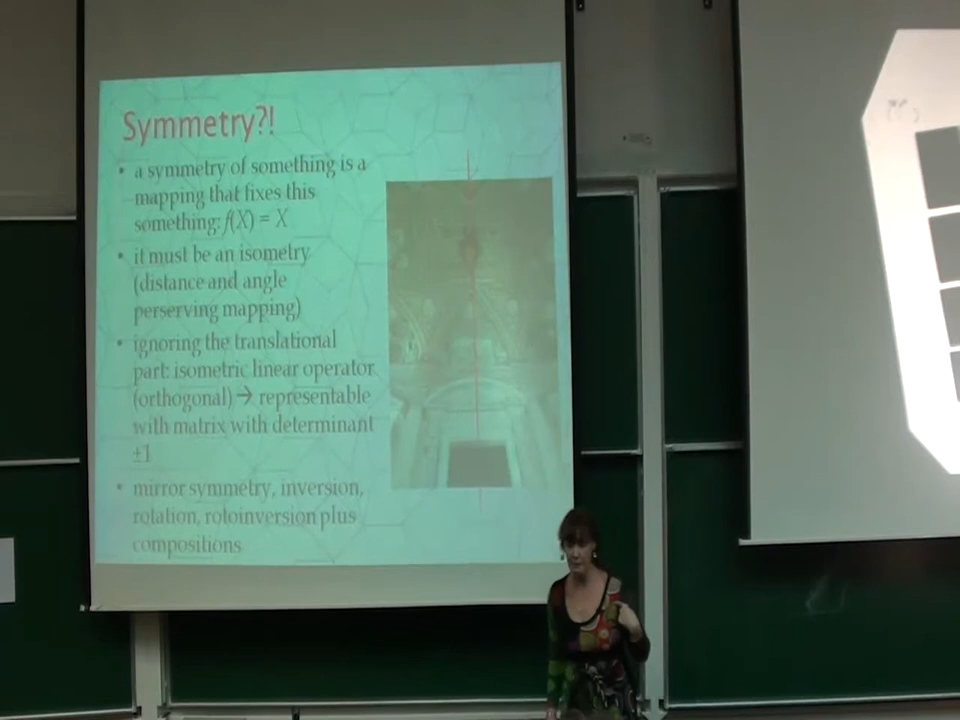 Symmetry?!
• a symmetry of something is a
mapping that fixes this
something: f(X) = X
• it must be an isometry
(distance and angle
perserving mapping)
• ignoring the translational
part: isometric linear operator
(orthogonal) → representable
with matrix with determinant
±1
• mirror symmetry, inversion,
rotation, rotoinversion plus
compositions